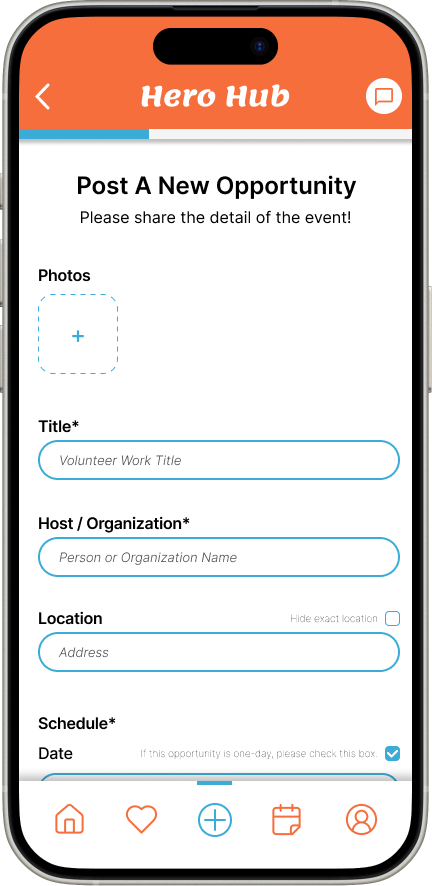 Hero Hub
Post A New Opportunity
Please share the detail of the event!
Photos
+
Title*
Volunteer Work Title
Host / Organization*
Person or Organization Name
Location
Hide exact location
Address
Schedule*
Date
If this opportunity is one-day, please check this box.